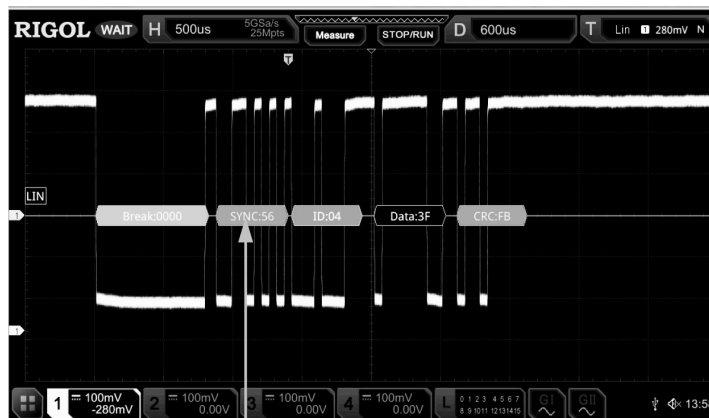 RIGOL WAIT H 500us 5GSa/s 25Mpts Measure STOP/RUN D 600us T Lin 1 280mV N
T
LIN
1 Break:0000 SYNC:56 ID:04 Data:3F CRC:FB
1
1 100mV -280mV 2 100mV 0.00V 3 100mV 0.00V 4 100mV 0.00V L 0 1 2 3 4 5 6 7 8 9 10 11 12 13 14 15 GI GII